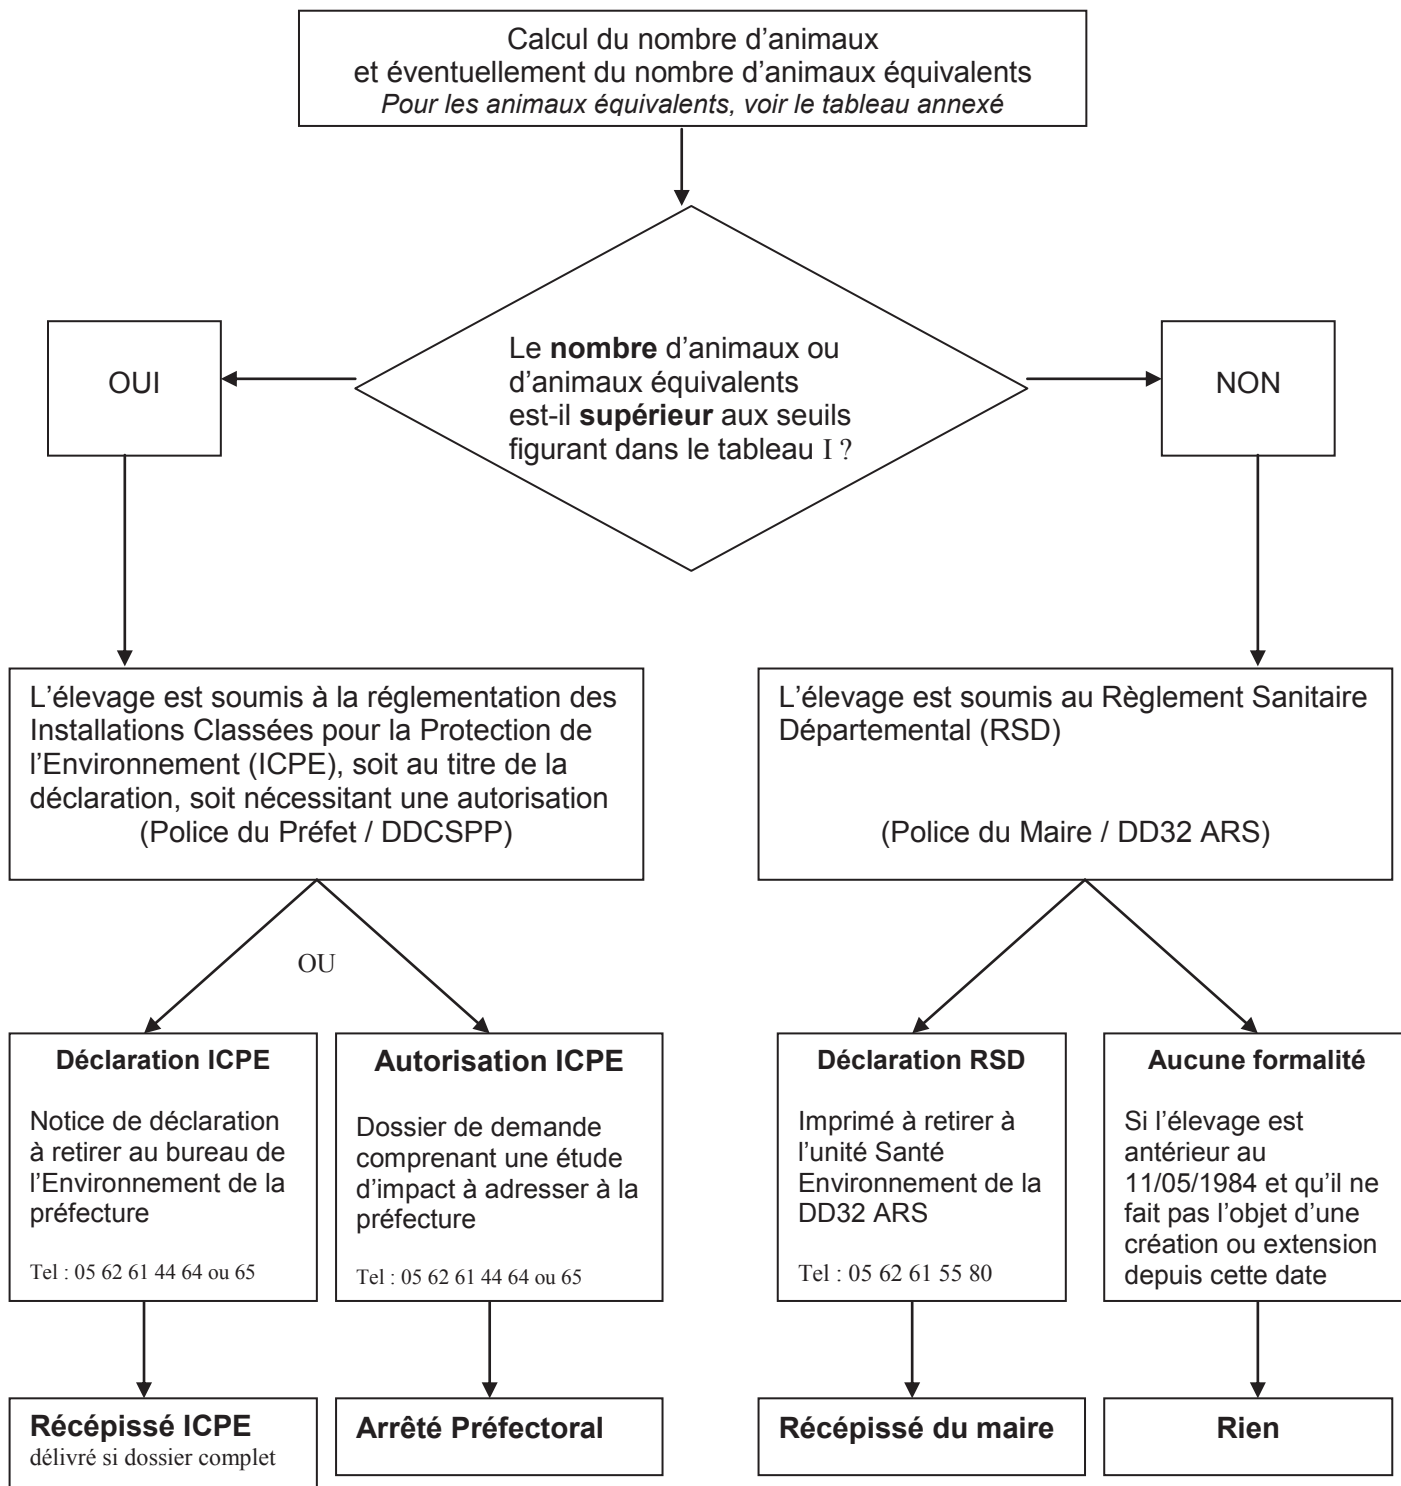 Calcul du nombre d’animaux
et éventuellement du nombre d’animaux équivalents
Pour les animaux équivalents, voir le tableau annexé
Le nombre d’animaux ou
d’animaux équivalents
est-il supérieur aux seuils
figurant dans le tableau I ?
OUI
NON
L’élevage est soumis à la réglementation des
Installations Classées pour la Protection de
l’Environnement (ICPE), soit au titre de la
déclaration, soit nécessitant une autorisation
(Police du Préfet / DDCSPP)
L’élevage est soumis au Règlement Sanitaire
Départemental (RSD)
(Police du Maire / DD32 ARS)
OU
Déclaration ICPE
Notice de déclaration
à retirer au bureau de
l’Environnement de la
préfecture
Tel : 05 62 61 44 64 ou 65
Autorisation ICPE
Dossier de demande
comprenant une étude
d’impact à adresser à la
préfecture
Tel : 05 62 61 44 64 ou 65
Déclaration RSD
Imprimé à retirer à
l’unité Santé
Environnement de la
DD32 ARS
Tel : 05 62 61 55 80
Aucune formalité
Si l’élevage est
antérieur au
11/05/1984 et qu’il ne
fait pas l’objet d’une
création ou extension
depuis cette date
Récépissé ICPE
délivré si dossier complet
Arrêté Préfectoral
Récépissé du maire
Rien